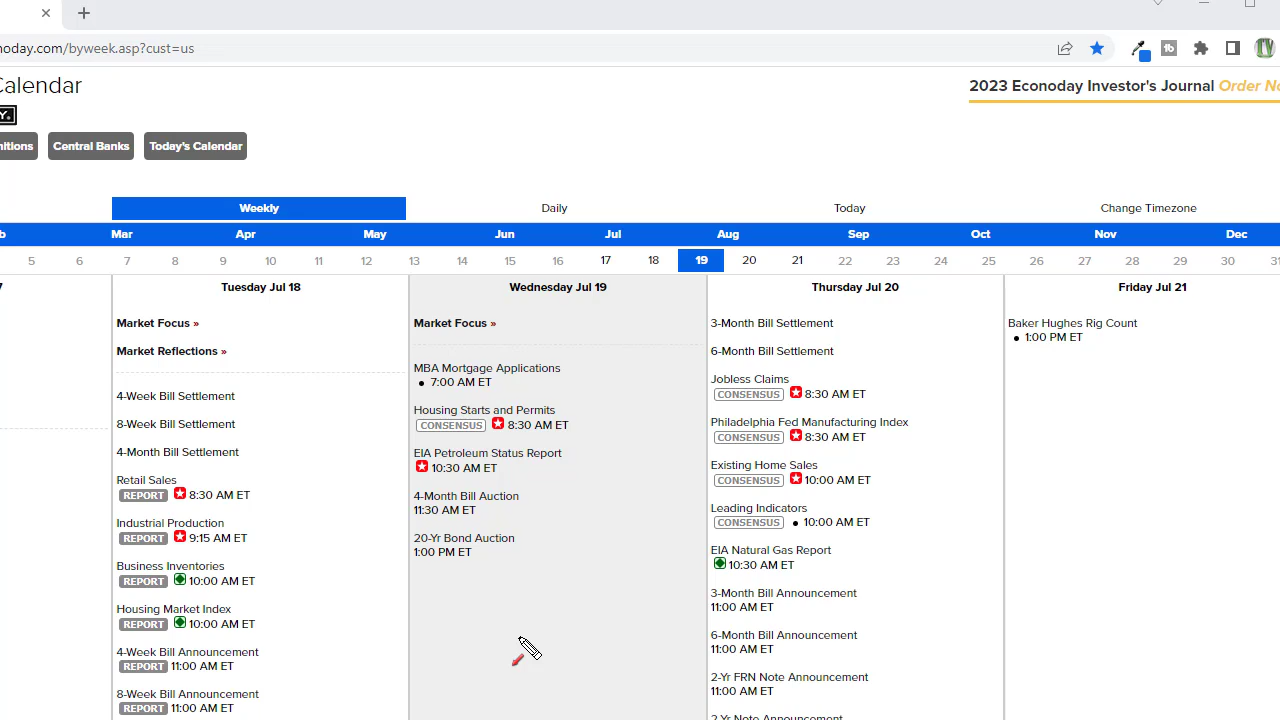 noday.com/byweek.asp?cust=us
Calendar
2023 Econoday Investor's Journal Order No
Y.
nitions
Central Banks
Today's Calendar
Weekly
Daily
Today
Change Timezone
b Mar Apr May Jun Jul Aug Sep Oct Nov Dec
5 6 7 8 9 10 11 12 13 14 15 16 17 18 19 20 21 22 23 24 25 26 27 28 29 30 31
7
Tuesday Jul 18
Market Focus »
Market Reflections »
4-Week Bill Settlement
8-Week Bill Settlement
4-Month Bill Settlement
Retail Sales
REPORT 8:30 AM ET
Industrial Production
REPORT 9:15 AM ET
Business Inventories
REPORT 10:00 AM ET
Housing Market Index
REPORT 10:00 AM ET
4-Week Bill Announcement
REPORT 11:00 AM ET
8-Week Bill Announcement
REPORT 11:00 AM ET
Wednesday Jul 19
Market Focus »
MBA Mortgage Applications
7:00 AM ET
Housing Starts and Permits
CONSENSUS 8:30 AM ET
EIA Petroleum Status Report
10:30 AM ET
4-Month Bill Auction
11:30 AM ET
20-Yr Bond Auction
1:00 PM ET
Thursday Jul 20
3-Month Bill Settlement
6-Month Bill Settlement
Jobless Claims
CONSENSUS 8:30 AM ET
Philadelphia Fed Manufacturing Index
CONSENSUS 8:30 AM ET
Existing Home Sales
CONSENSUS 10:00 AM ET
Leading Indicators
CONSENSUS 10:00 AM ET
EIA Natural Gas Report
10:30 AM ET
3-Month Bill Announcement
11:00 AM ET
6-Month Bill Announcement
11:00 AM ET
2-Yr FRN Note Announcement
11:00 AM ET
2-Yr Note Announcement
Friday Jul 21
Baker Hughes Rig Count
1:00 PM ET